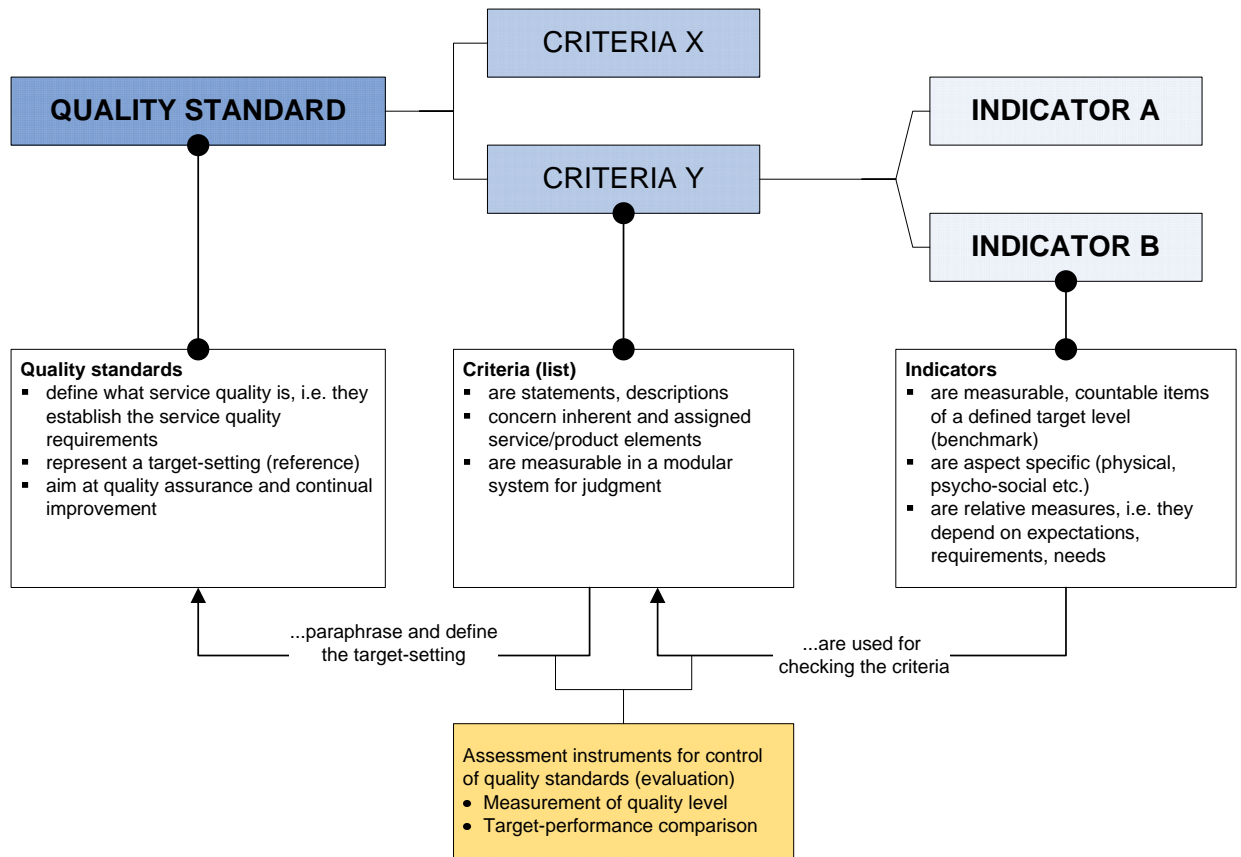 CRITERIA X
QUALITY STANDARD
INDICATOR A
CRITERIA Y
INDICATOR B
Quality standards
▪ define what service quality is, i.e. they
establish the service quality
requirements
▪ represent a target-setting (reference)
▪ aim at quality assurance and continual
improvement
Criteria (list)
▪ are statements, descriptions
▪ concern inherent and assigned
service/product elements
▪ are measurable in a modular
system for judgment
Indicators
▪ are measurable, countable items
of a defined target level
(benchmark)
▪ are aspect specific (physical,
psycho-social etc.)
▪ are relative measures, i.e. they
depend on expectations,
requirements, needs
...paraphrase and define
the target-setting
...are used for
checking the criteria
Assessment instruments for control
of quality standards (evaluation)
• Measurement of quality level
• Target-performance comparison